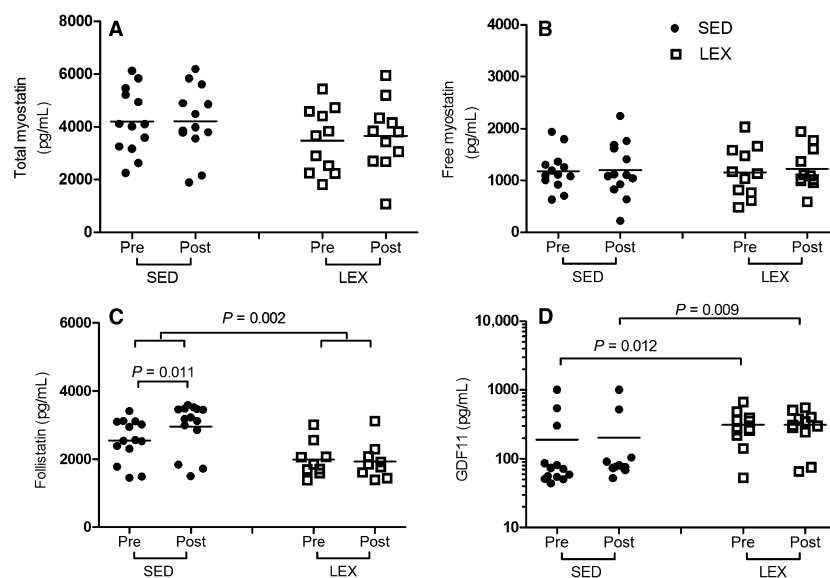 A
Total myostatin
(pg/mL)
8000
6000
4000
2000
0
Pre
Post
Pre
Post
SED
LEX
B
SED
LEX
Free myostatin
(pg/mL)
4000
3000
2000
1000
0
Pre
Post
Pre
Post
SED
LEX
C
P = 0.002
P = 0.011
Follistatin (pg/mL)
6000
4000
2000
0
Pre
Post
Pre
Post
SED
LEX
D
P = 0.009
P = 0.012
GDF11 (pg/mL)
10,000
1000
100
10
Pre
Post
Pre
Post
SED
LEX